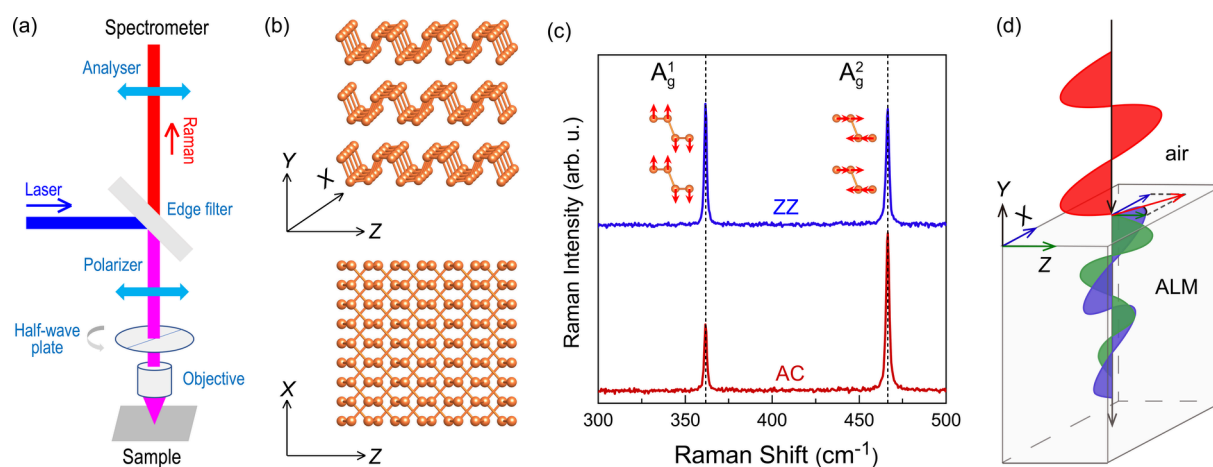 (a)
Spectrometer
Analyser
Raman
Laser
Edge filter
Polarizer
Half-wave
plate
Objective
Sample
(b)
Y
X
Z
X
Z
(c)
Raman Intensity (arb. u.)
A¹g
A²g
ZZ
AC
300 350 400 450 500
Raman Shift (cm⁻¹)
(d)
air
Y
X
Z
ALM